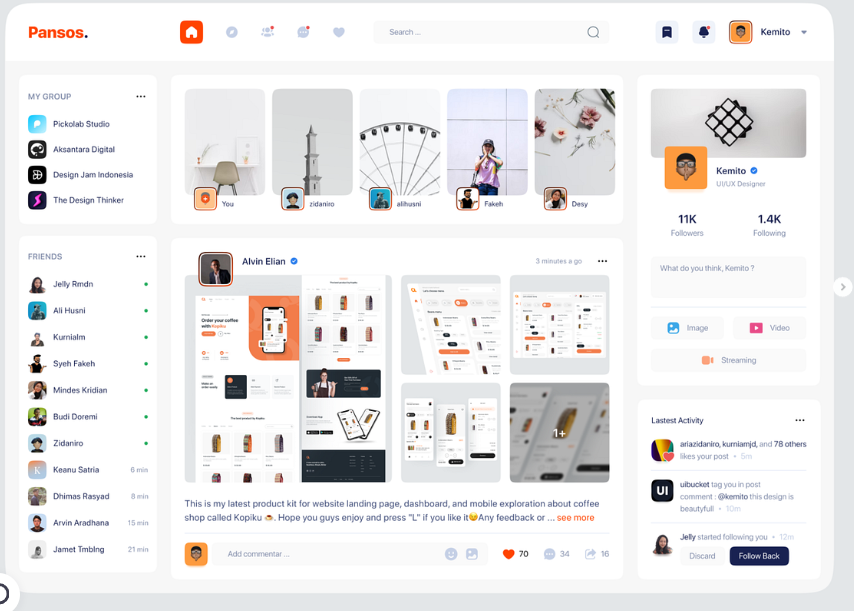 Pansos.
Search ...
Kemito
MY GROUP
Pickolab Studio
Aksantara Digital
Design Jam Indonesia
The Design Thinker
FRIENDS
Jelly Rmdn
Ali Husni
Kurnialm
Syeh Fakeh
Mindes Kridian
Budi Doremi
Zidaniro
Keanu Satria 6 min
Dhimas Rasyad 8 min
Arvin Aradhana 15 min
Jamet Tmblng 21 min
You
zidaniro
alihusni
Fakeh
Desy
Alvin Elian
3 minutes a go
Order your coffee
with Kopiku
1+
This is my latest product kit for website landing page, dashboard, and mobile exploration about coffee
shop called Kopiku ☕. Hope you guys enjoy and press "L" if you like it😉Any feedback or ... see more
Add commentar ...
70
34
16
Kemito
UI/UX Designer
11K
Followers
1.4K
Following
What do you think, Kemito ?
Image
Video
Streaming
Lastest Activity
ariazidaniro, kurniamjd, and 78 others
likes your post • 5m
UI
uibucket tag you in post
comment : @kemito this design is
beautyfull • 10m
Jelly started following you • 12m
Discard
Follow Back